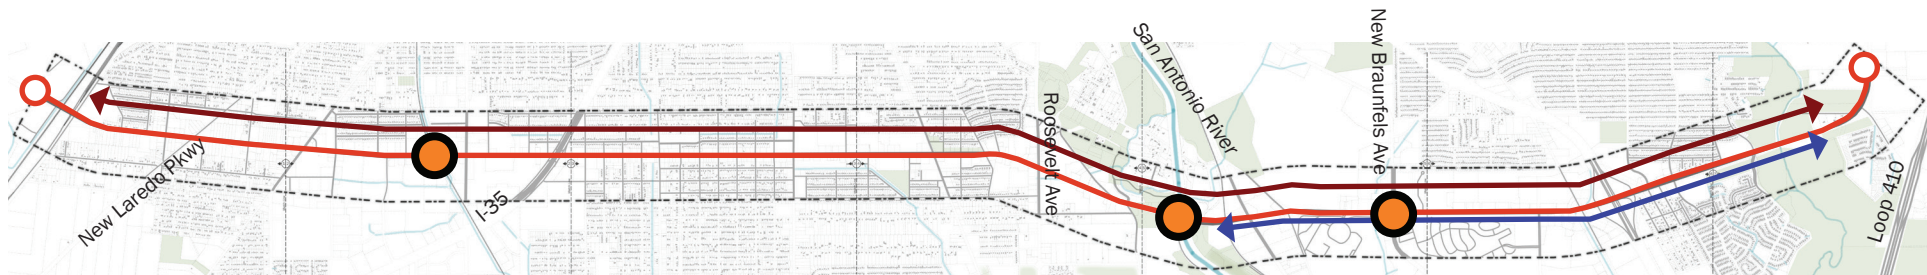 New Laredo Pkwy
I-35
Roosevelt Ave
San Antonio River
New Braunfels Ave
Loop 410